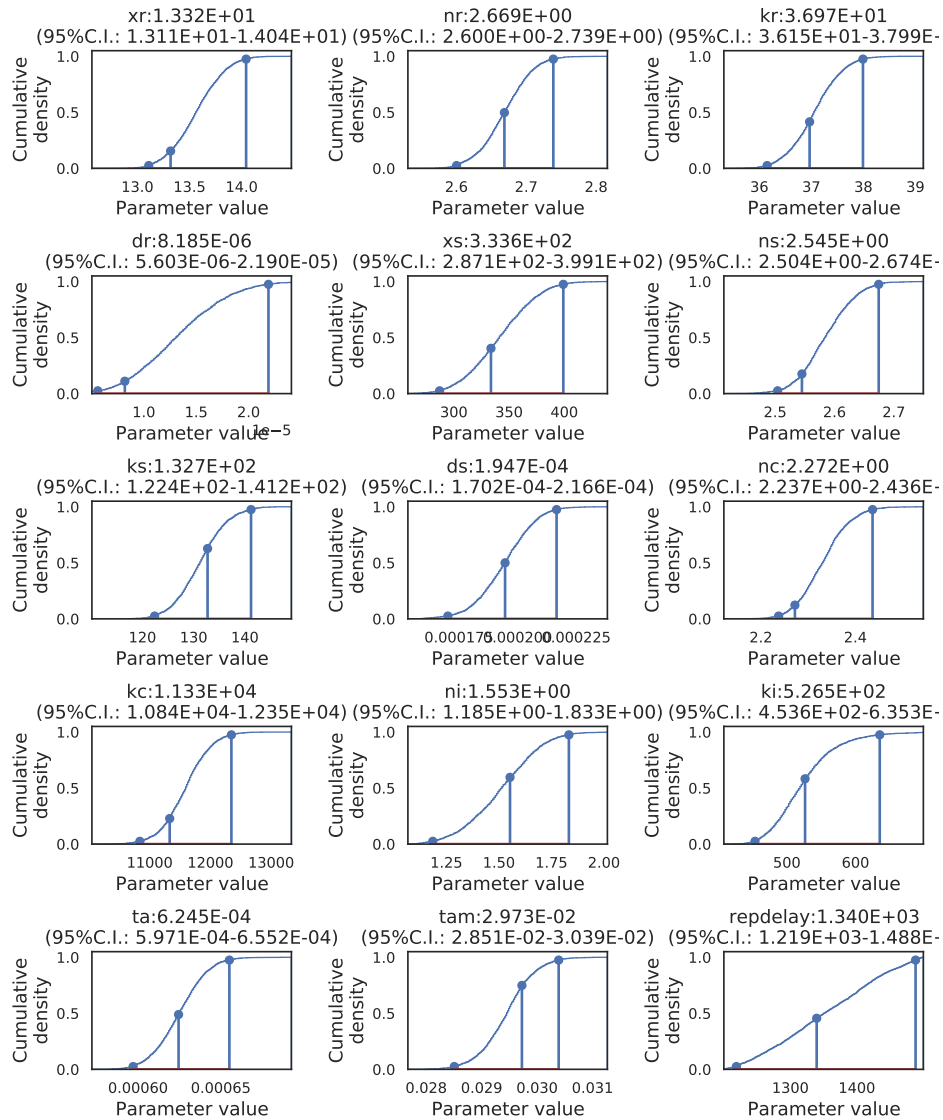 xr:1.332E+01 nr:2.669E+00 kr:3.697E+01
(95%C.I.: 1.311E+01-1.404E+01) (95%C.I.: 2.600E+00-2.739E+00) (95%C.I.: 3.615E+01-3.799E-
1.0 1.0 1.0
0.5 0.5 0.5
0.0 0.0 0.0
Cumulative density Cumulative density Cumulative density
13.0 13.5 14.0 2.6 2.7 2.8 36 37 38 39
Parameter value Parameter value Parameter value
dr:8.185E-06 xs:3.336E+02 ns:2.545E+00
(95%C.I.: 5.603E-06-2.190E-05) (95%C.I.: 2.871E+02-3.991E+02) (95%C.I.: 2.504E+00-2.674E-
1.0 1.0 1.0
0.5 0.5 0.5
0.0 0.0 0.0
Cumulative density Cumulative density Cumulative density
1.0 1.5 2.0 300 350 400 2.5 2.6 2.7
1e−5
Parameter value Parameter value Parameter value
ks:1.327E+02 ds:1.947E-04 nc:2.272E+00
(95%C.I.: 1.224E+02-1.412E+02) (95%C.I.: 1.702E-04-2.166E-04) (95%C.I.: 2.237E+00-2.436E-
1.0 1.0 1.0
0.5 0.5 0.5
0.0 0.0 0.0
Cumulative density Cumulative density Cumulative density
120 130 140 0.000175 0.000200 0.000225 2.2 2.4
Parameter value Parameter value Parameter value
kc:1.133E+04 ni:1.553E+00 ki:5.265E+02
(95%C.I.: 1.084E+04-1.235E+04) (95%C.I.: 1.185E+00-1.833E+00) (95%C.I.: 4.536E+02-6.353E-
1.0 1.0 1.0
0.5 0.5 0.5
0.0 0.0 0.0
Cumulative density Cumulative density Cumulative density
11000 12000 13000 1.25 1.50 1.75 2.00 500 600
Parameter value Parameter value Parameter value
ta:6.245E-04 tam:2.973E-02 repdelay:1.340E+03
(95%C.I.: 5.971E-04-6.552E-04) (95%C.I.: 2.851E-02-3.039E-02) (95%C.I.: 1.219E+03-1.488E-
1.0 1.0 1.0
0.5 0.5 0.5
0.0 0.0 0.0
Cumulative density Cumulative density Cumulative density
0.00060 0.00065 0.028 0.029 0.030 0.031 1300 1400
Parameter value Parameter value Parameter value